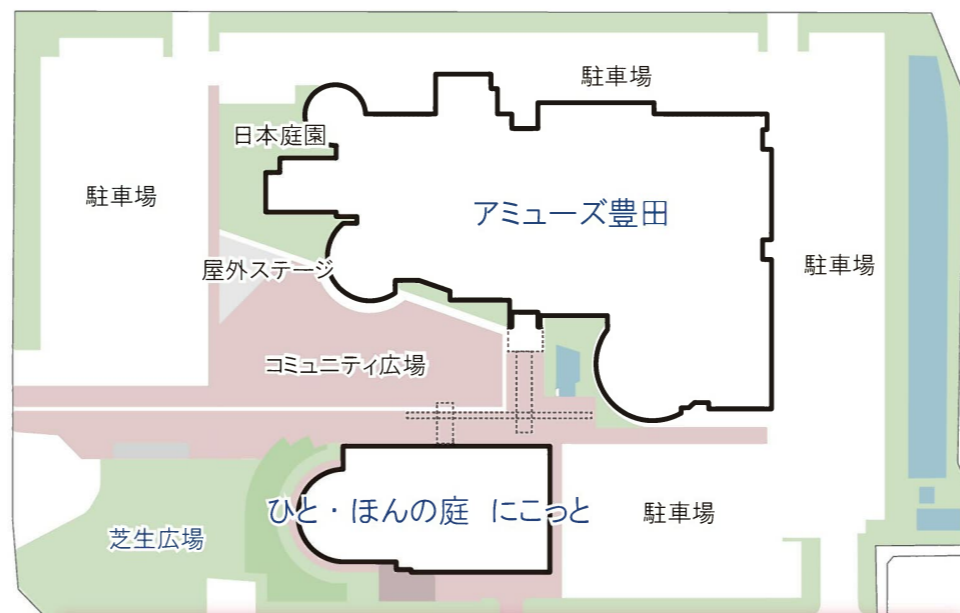 駐車場
日本庭園
駐車場
アミューズ豊田
屋外ステージ
駐車場
コミュニティ広場
ひと・ほんの庭 にこっと
駐車場
芝生広場